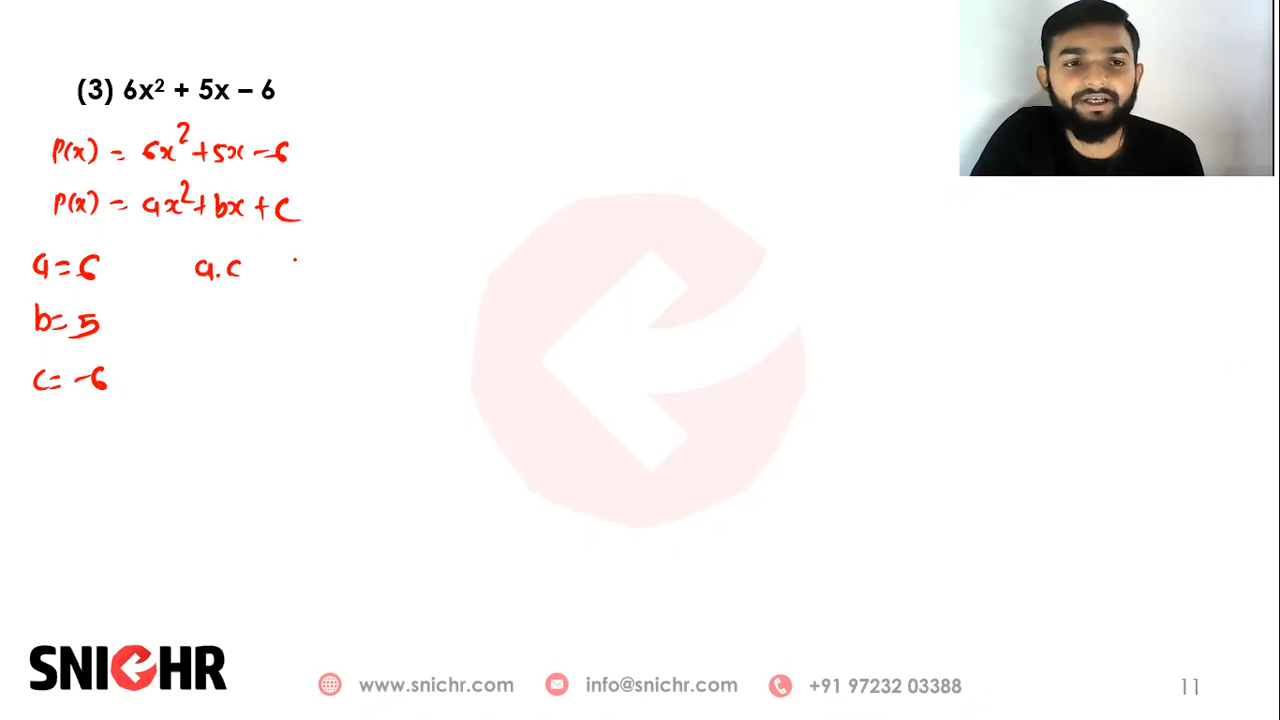 (3) 6x² + 5x – 6
P(x) = 6x² + 5x - 6
P(x) = ax² + bx + c
a = 6 a.c
b = 5
c = -6
SNICHR www.snichr.com info@snichr.com +91 97232 03388 11